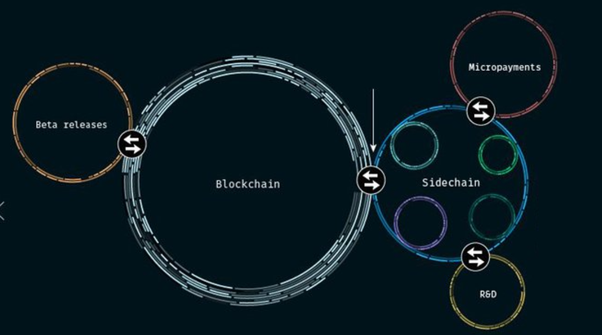 Micropayments
Beta releases
Blockchain
Sidechain
R&D